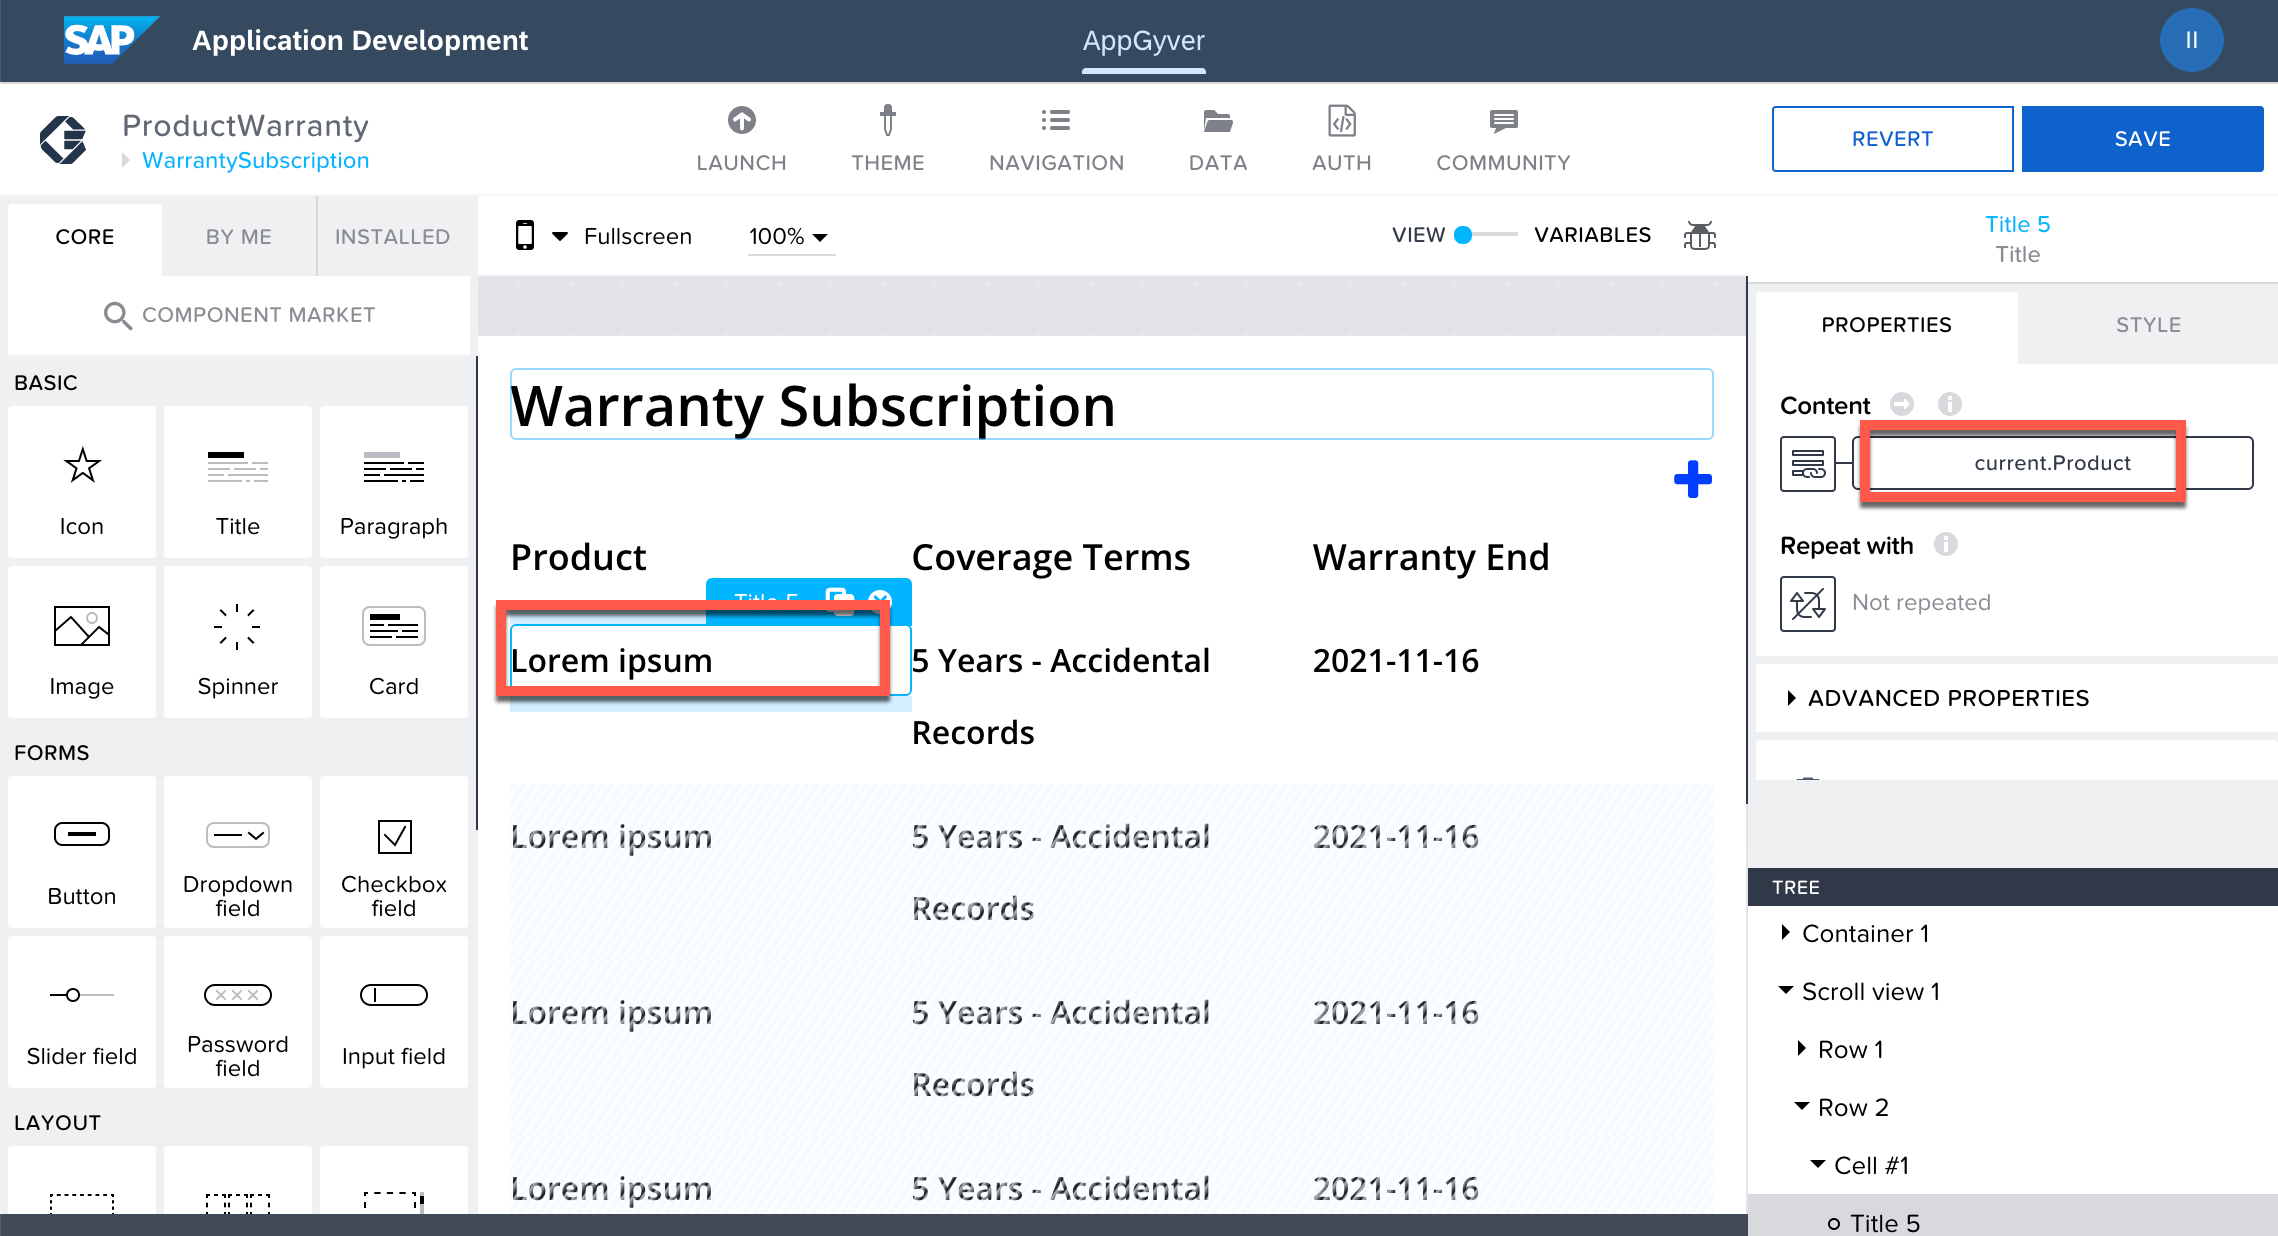 SAP Application Development
AppGyver
II
ProductWarranty
WarrantySubscription
LAUNCH
THEME
NAVIGATION
DATA
AUTH
COMMUNITY
REVERT
SAVE
CORE
BY ME
INSTALLED
COMPONENT MARKET
BASIC
Icon
Title
Paragraph
Image
Spinner
Card
FORMS
Button
Dropdown
field
Checkbox
field
Slider field
Password
field
Input field
LAYOUT
Fullscreen
100%
VIEW
VARIABLES
Warranty Subscription
Product
Coverage Terms
Warranty End
Title 5
Lorem ipsum
5 Years - Accidental
Records
2021-11-16
Lorem ipsum
5 Years - Accidental
Records
2021-11-16
Lorem ipsum
5 Years - Accidental
Records
2021-11-16
Lorem ipsum
5 Years - Accidental
2021-11-16
Title 5
Title
PROPERTIES
STYLE
Content
current.Product
Repeat with
Not repeated
ADVANCED PROPERTIES
TREE
Container 1
Scroll view 1
Row 1
Row 2
Cell #1
Title 5